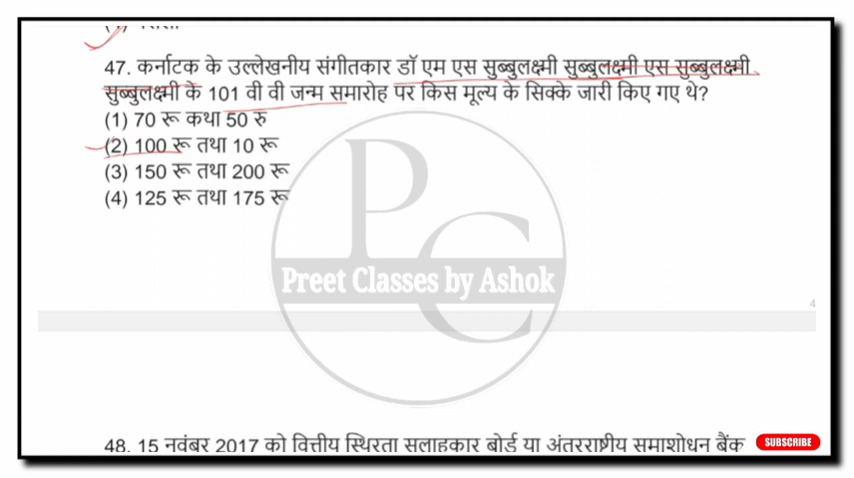 47. कर्नाटक के उल्लेखनीय संगीतकार डॉ एम एस सुब्बुलक्ष्मी सुब्बुलक्ष्मी एस सुब्बुलक्ष्मी
सुब्बुलक्ष्मी के 101 वी वी जन्म समारोह पर किस मूल्य के सिक्के जारी किए गए थे?
(1) 70 रू कथा 50 रु
(2) 100 रू तथा 10 रू
(3) 150 रू तथा 200 रू
(4) 125 रू तथा 175 रू
PC
Preet Classes by Ashok
4
48. 15 नवंबर 2017 को वित्तीय स्थिरता सलाहकार बोर्ड या अंतरराष्ट्रीय समाशोधन बैंक
SUBSCRIBE